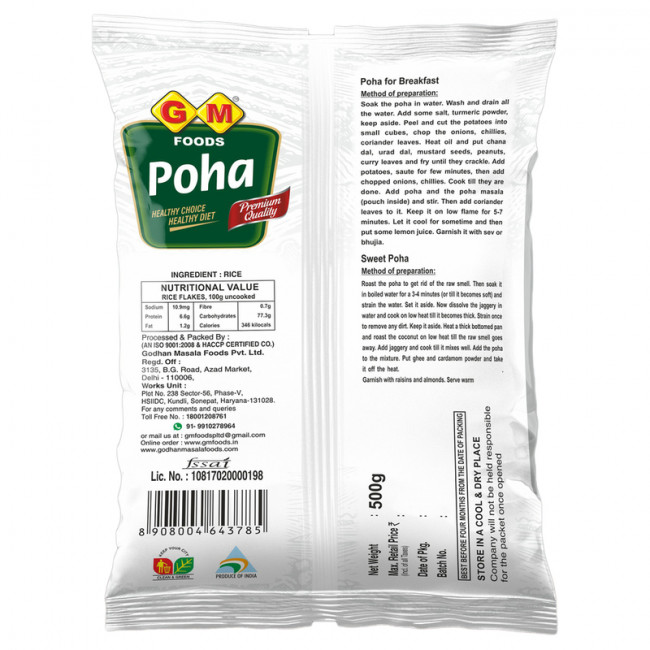 G M
®
FOODS
Poha
HEALTHY CHOICE
HEALTHY DIET
Premium
Quality
INGREDIENT : RICE
NUTRITIONAL VALUE
RICE FLAKES, 100g uncooked
Sodium 10.9mg Fibre 0.7g
Protein 6.6g Carbohydrates 77.3g
Fat 1.2g Calories 346 kilocals
Processed & Packed By :
(AN ISO 9001:2008 & HACCP CERTIFIED CO.)
Godhan Masala Foods Pvt. Ltd.
Regd. Off :
3135, B.G. Road, Azad Market,
Delhi - 110006,
Works Unit :
Plot No. 238 Sector-56, Phase-V,
HSIIDC, Kundli, Sonepat, Haryana-131028.
For any comments and queries
Toll Free No. : 18001208761
91- 9910278964
or mail us at : gmfoodspltd@gmail.com
Online order : www.gmfoods.in
www.godhanmasalafoods.com
fssai
Lic. No. : 10817020000198
8 908004 643785
KEEP YOUR CITY
CLEAN & GREEN
PRODUCE OF INDIA
Poha for Breakfast
Method of preparation:
Soak the poha in water. Wash and drain all
the water. Add some salt, turmeric powder,
keep aside. Peel and cut the potatoes into
small cubes, chop the onions, chillies,
coriander leaves. Heat oil and put chana
dal, urad dal, mustard seeds, peanuts,
curry leaves and fry until they crackle. Add
potatoes, saute for few minutes, then add
chopped onions, chillies. Cook till they are
done. Add poha and the poha masala
(pouch inside) and stir. Then add coriander
leaves to it. Keep it on low flame for 5-7
minutes. Let it cool for sometime and then
put some lemon juice. Garnish it with sev or
bhujia.
Sweet Poha
Method of preparation:
Roast the poha to get rid of the raw smell. Then soak it
in boiled water for a 3-4 minutes (or till it becomes soft) and
strain the water. Set it aside. Now dissolve the jaggery in
water and cook on low heat till it becomes thick. Strain once
to remove any dirt. Keep it aside. Heat a thick bottomed pan
and roast the coconut on low heat till the raw smell goes
away. Add jaggery and cook till it mixes well. Add the poha
to the mixture. Put ghee and cardamom powder and take
it off the heat.
Garnish with raisins and almonds. Serve warm
Net Weight : 500g
Max. Retail Price ₹ :
(incl. of all Taxes)
Date of Pkg. :
Batch No. :
BEST BEFORE FOUR MONTHS FROM THE DATE OF PACKING
STORE IN A COOL & DRY PLACE
Company will not be held responsible
for the packet once opened